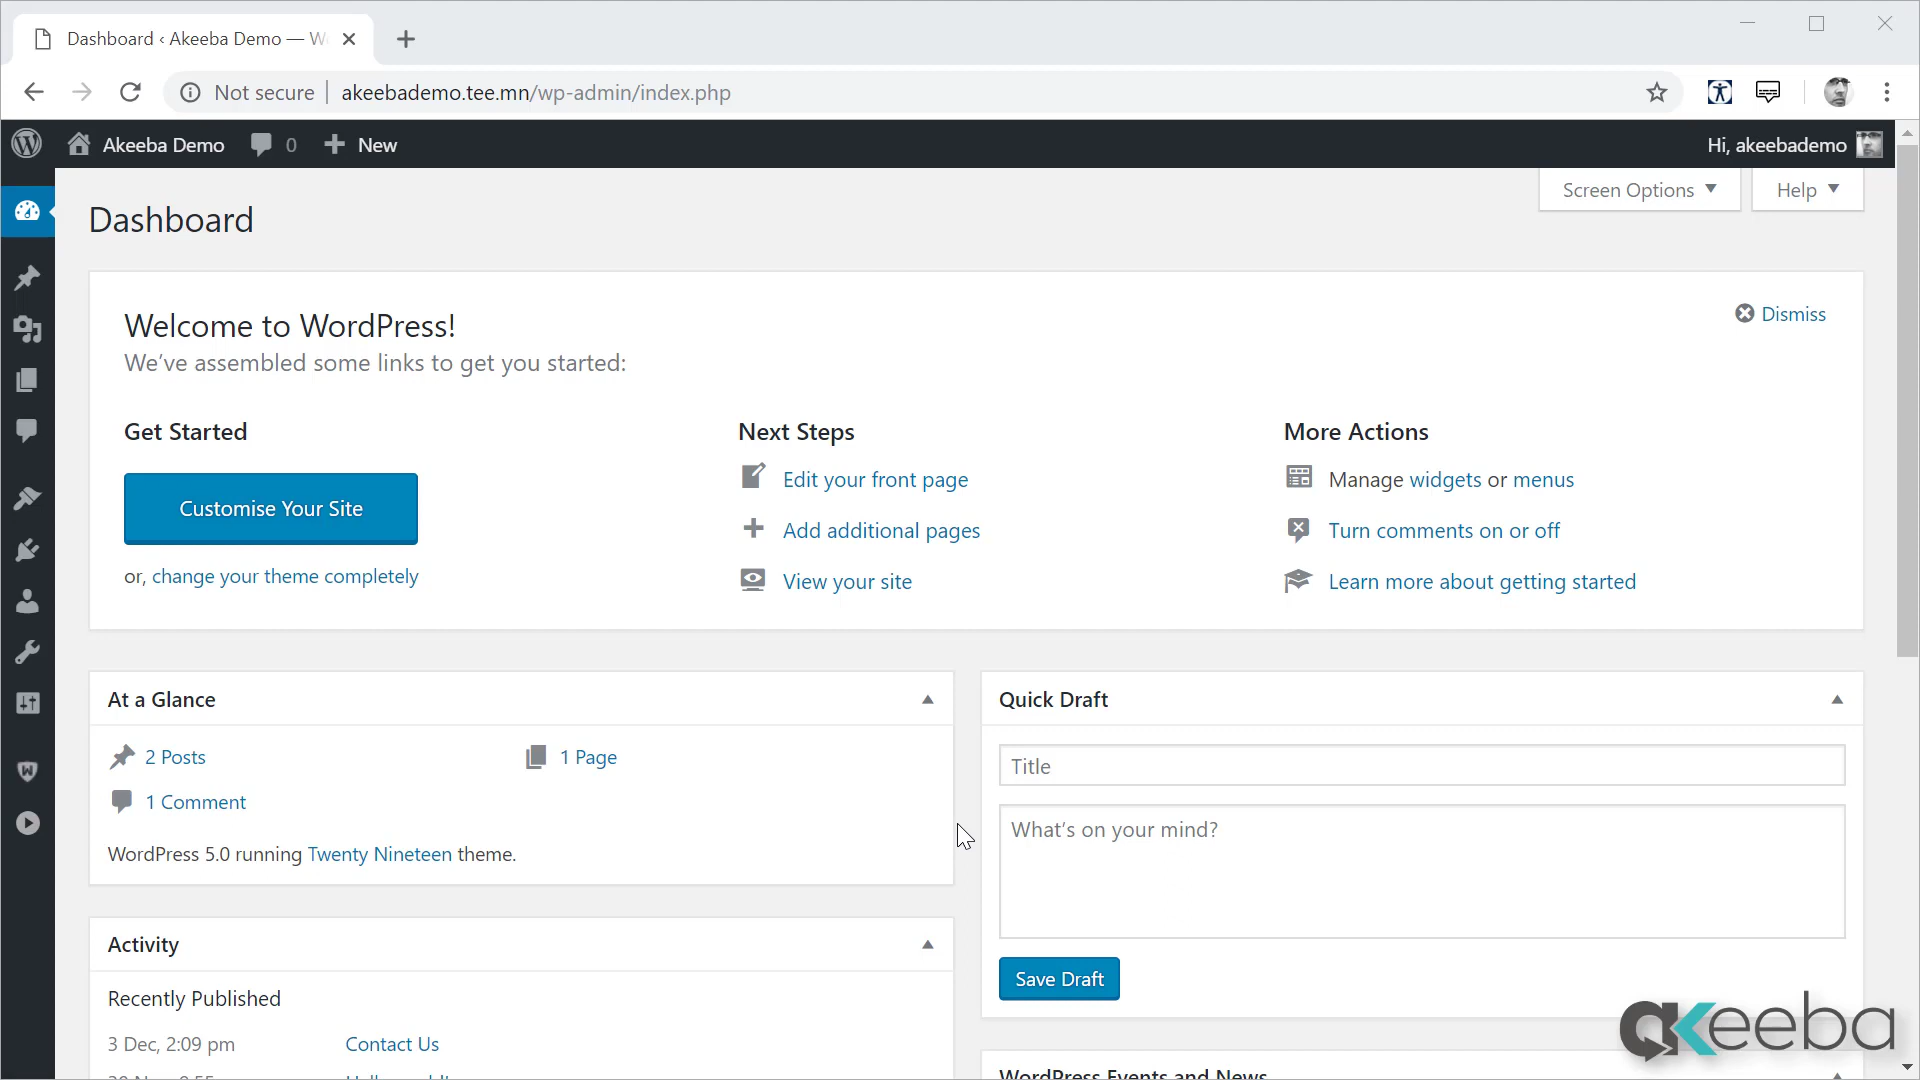 Dashboard ‹ Akeeba Demo — W
Not secure | akeebademo.tee.mn/wp-admin/index.php
Akeeba Demo 0 New
Hi, akeebademo
Screen Options Help
Dashboard
Welcome to WordPress!
We’ve assembled some links to get you started:
Dismiss
Get Started
Customise Your Site
or, change your theme completely
Next Steps
Edit your front page
Add additional pages
View your site
More Actions
Manage widgets or menus
Turn comments on or off
Learn more about getting started
At a Glance
2 Posts 1 Page
1 Comment
WordPress 5.0 running Twenty Nineteen theme.
Activity
Recently Published
3 Dec, 2:09 pm Contact Us
Quick Draft
Title
What’s on your mind?
Save Draft
WordPress Events and News
akeeba